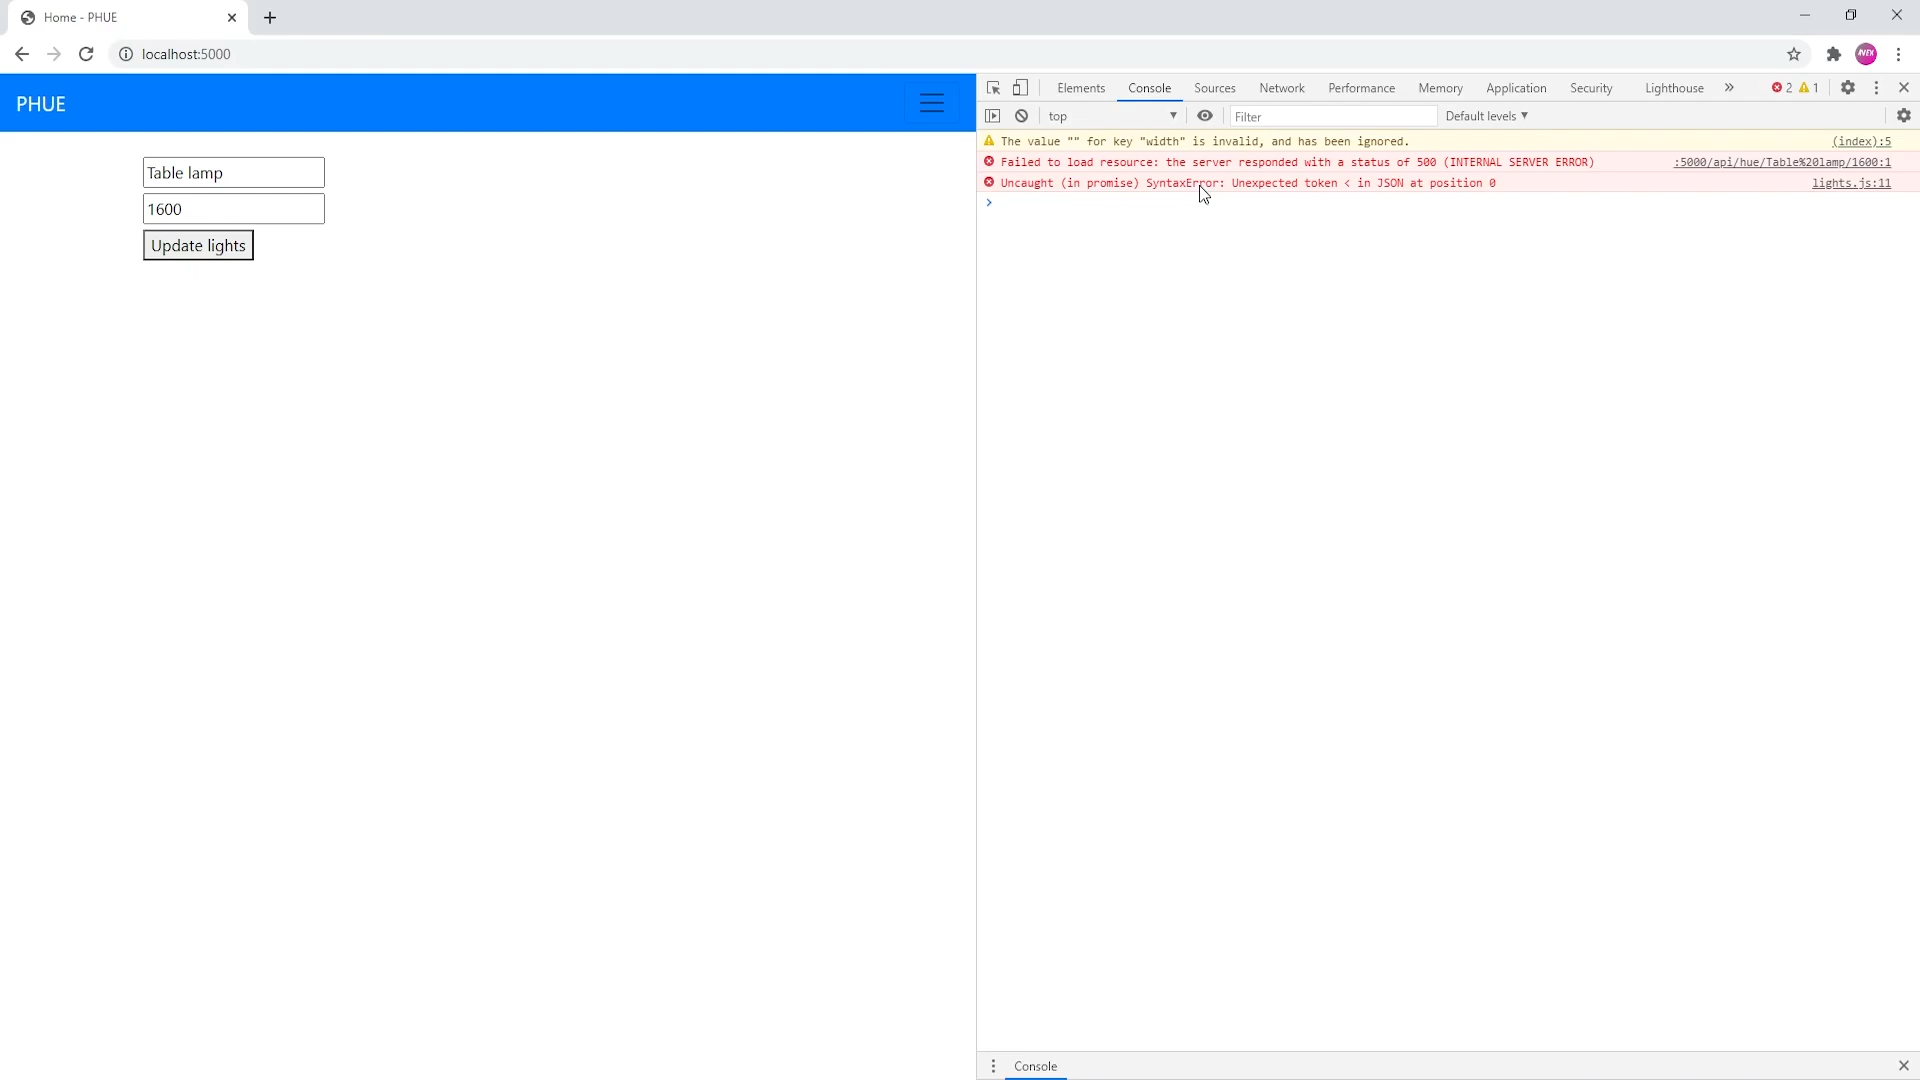 Home - PHUE
localhost:5000
AVEX
PHUE
Table lamp
1600
Update lights
Elements Console Sources Network Performance Memory Application Security Lighthouse » 2 1
top Filter Default levels
The value "" for key "width" is invalid, and has been ignored. (index):5
Failed to load resource: the server responded with a status of 500 (INTERNAL SERVER ERROR) :5000/api/hue/Table%20lamp/1600:1
Uncaught (in promise) SyntaxError: Unexpected token < in JSON at position 0 lights.js:11
>
Console